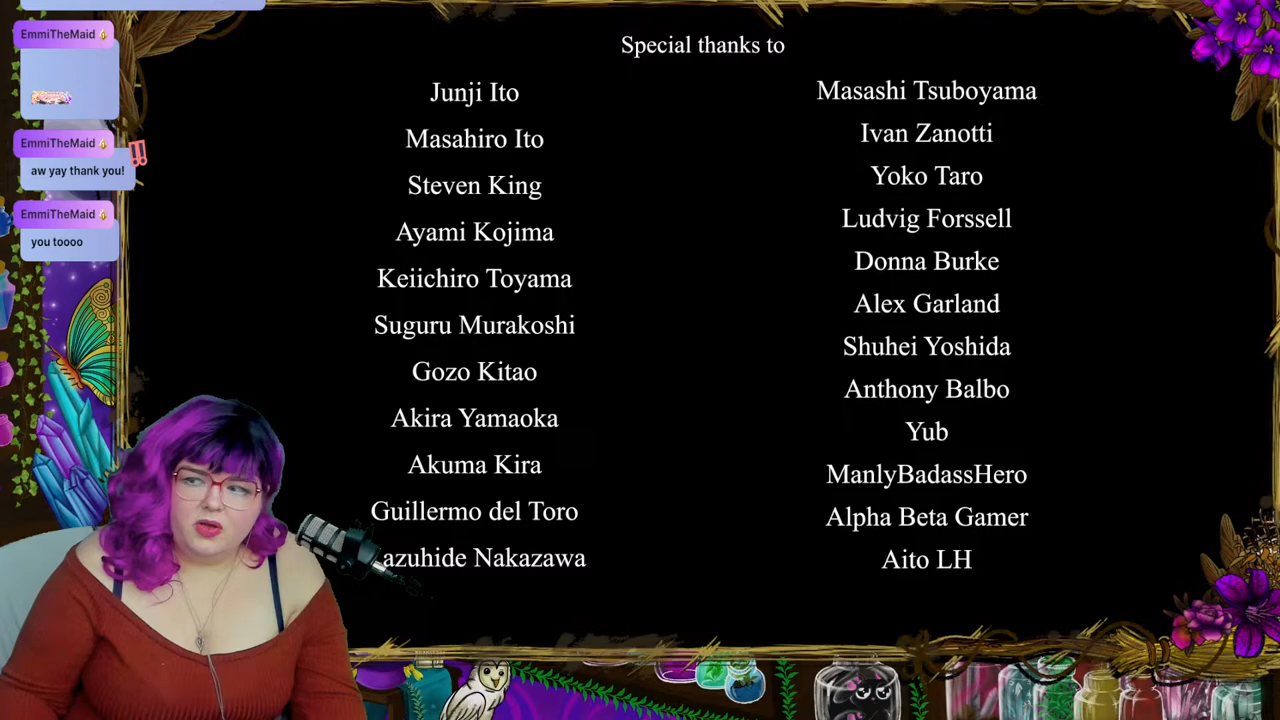 EmmiTheMaid
EmmiTheMaid
aw yay thank you!
EmmiTheMaid
you toooo
Special thanks to
Junji Ito
Masahiro Ito
Steven King
Ayami Kojima
Keiichiro Toyama
Suguru Murakoshi
Gozo Kitao
Akira Yamaoka
Akuma Kira
Guillermo del Toro
azuhide Nakazawa
Masashi Tsuboyama
Ivan Zanotti
Yoko Taro
Ludvig Forssell
Donna Burke
Alex Garland
Shuhei Yoshida
Anthony Balbo
Yub
ManlyBadassHero
Alpha Beta Gamer
Aito LH